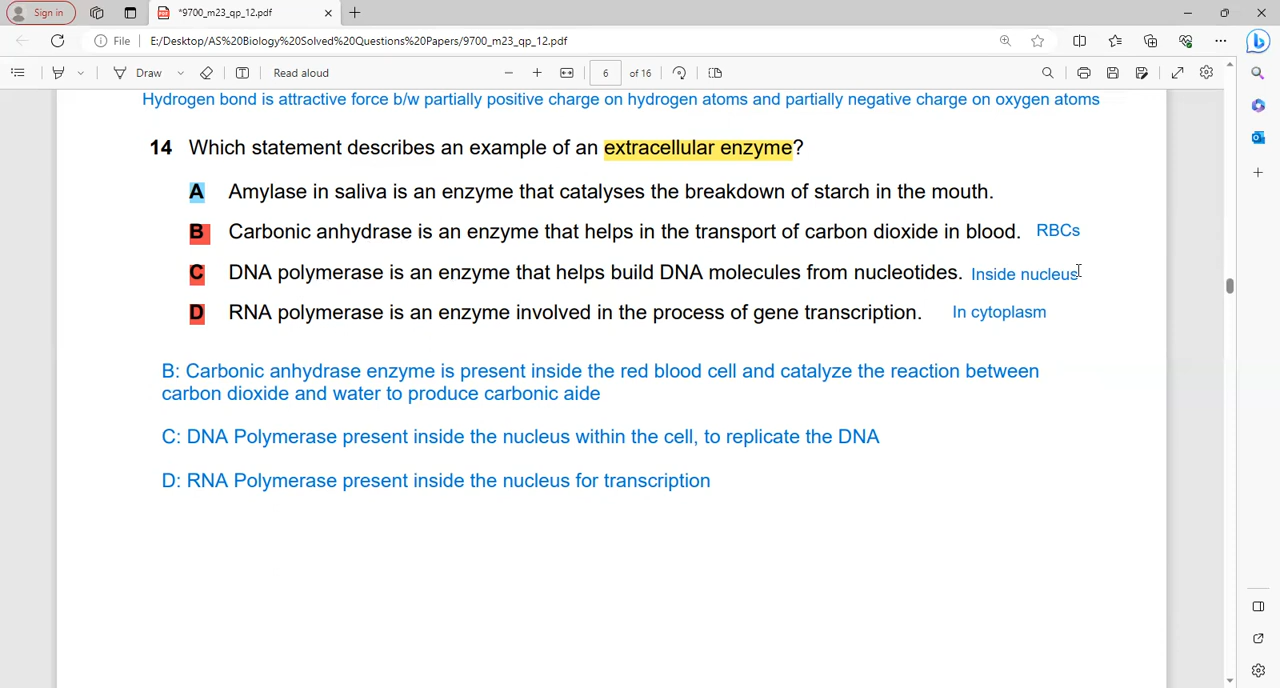 Sign in
*9700_m23_qp_12.pdf
File E:/Desktop/AS%20Biology%20Solved%20Questions%20Papers/9700_m23_qp_12.pdf
Draw Read aloud 6 of 16
Hydrogen bond is attractive force b/w partially positive charge on hydrogen atoms and partially negative charge on oxygen atoms
14 Which statement describes an example of an extracellular enzyme?
A Amylase in saliva is an enzyme that catalyses the breakdown of starch in the mouth.
B Carbonic anhydrase is an enzyme that helps in the transport of carbon dioxide in blood. RBCs
C DNA polymerase is an enzyme that helps build DNA molecules from nucleotides. Inside nucleus
D RNA polymerase is an enzyme involved in the process of gene transcription. In cytoplasm
B: Carbonic anhydrase enzyme is present inside the red blood cell and catalyze the reaction between
carbon dioxide and water to produce carbonic aide
C: DNA Polymerase present inside the nucleus within the cell, to replicate the DNA
D: RNA Polymerase present inside the nucleus for transcription